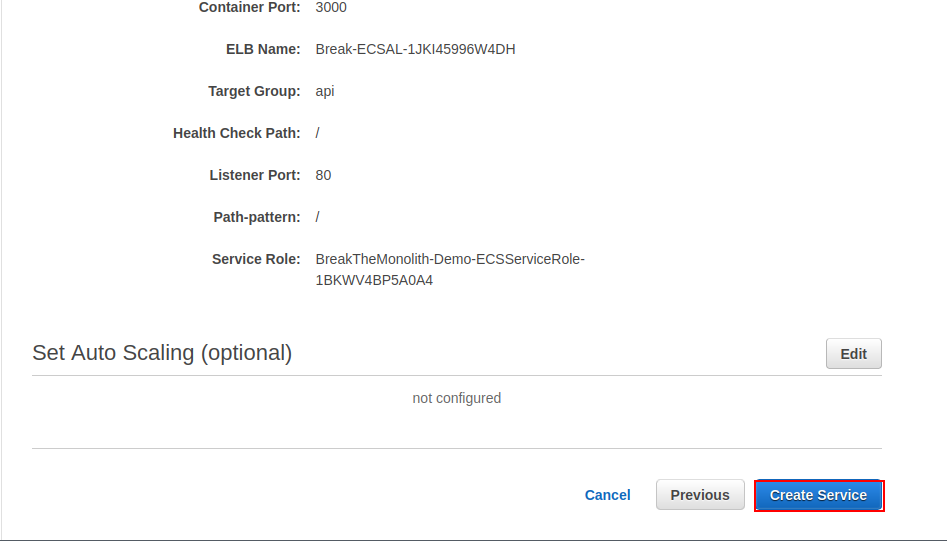 Container Port: 3000
ELB Name: Break-ECSAL-1JKI45996W4DH
Target Group: api
Health Check Path: /
Listener Port: 80
Path-pattern: /
Service Role: BreakTheMonolith-Demo-ECSServiceRole-
1BKWV4BP5A0A4
Set Auto Scaling (optional) Edit
not configured
Cancel Previous Create Service